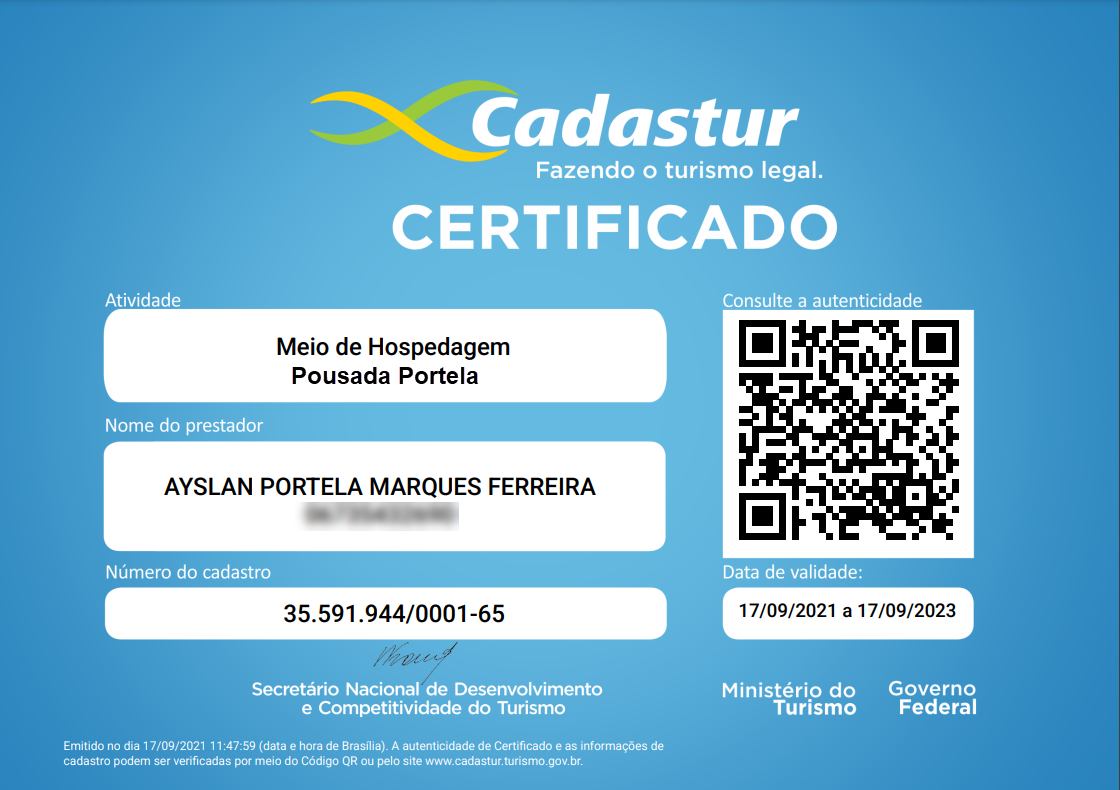 Cadastur
Fazendo o turismo legal.
CERTIFICADO
Atividade
Meio de Hospedagem
Pousada Portela
Nome do prestador
AYSLAN PORTELA MARQUES FERREIRA
Número do cadastro
35.591.944/0001-65
Consulte a autenticidade
Data de validade:
17/09/2021 a 17/09/2023
Secretário Nacional de Desenvolvimento
e Competitividade do Turismo
Ministério do
Turismo
Governo
Federal
Emitido no dia 17/09/2021 11:47:59 (data e hora de Brasília). A autenticidade de Certificado e as informações de
cadastro podem ser verificadas por meio do Código QR ou pelo site www.cadastur.turismo.gov.br.